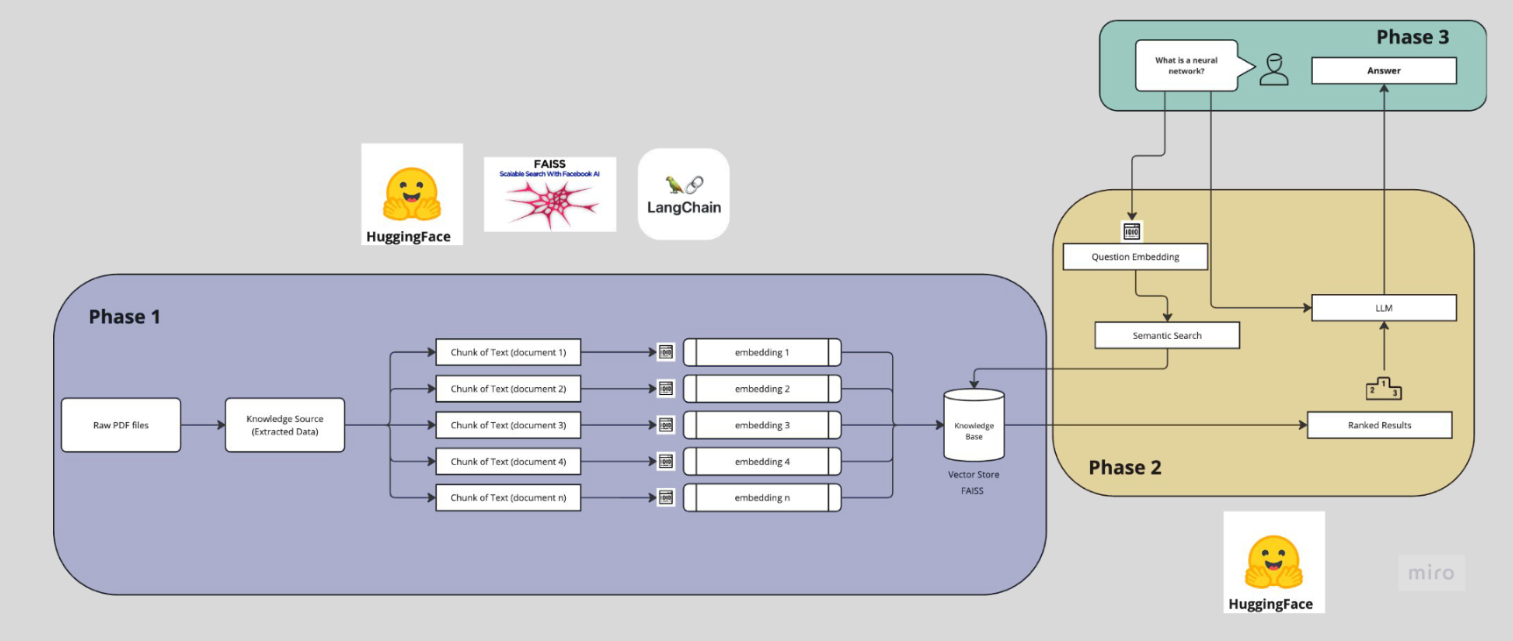 Phase 3
What is a neural
network?
Answer
HuggingFace
FAISS
Scalable Search With Facebook AI
LangChain
Question Embedding
LLM
Semantic Search
2 1 3
Ranked Results
Phase 2
Phase 1
Raw PDF files
Knowledge Source
(Extracted Data)
Chunk of Text (document 1)
embedding 1
Chunk of Text (document 2)
embedding 2
Chunk of Text (document 3)
embedding 3
Chunk of Text (document 4)
embedding 4
Chunk of Text (document n)
embedding n
Knowledge
Base
Vector Store
FAISS
HuggingFace
miro